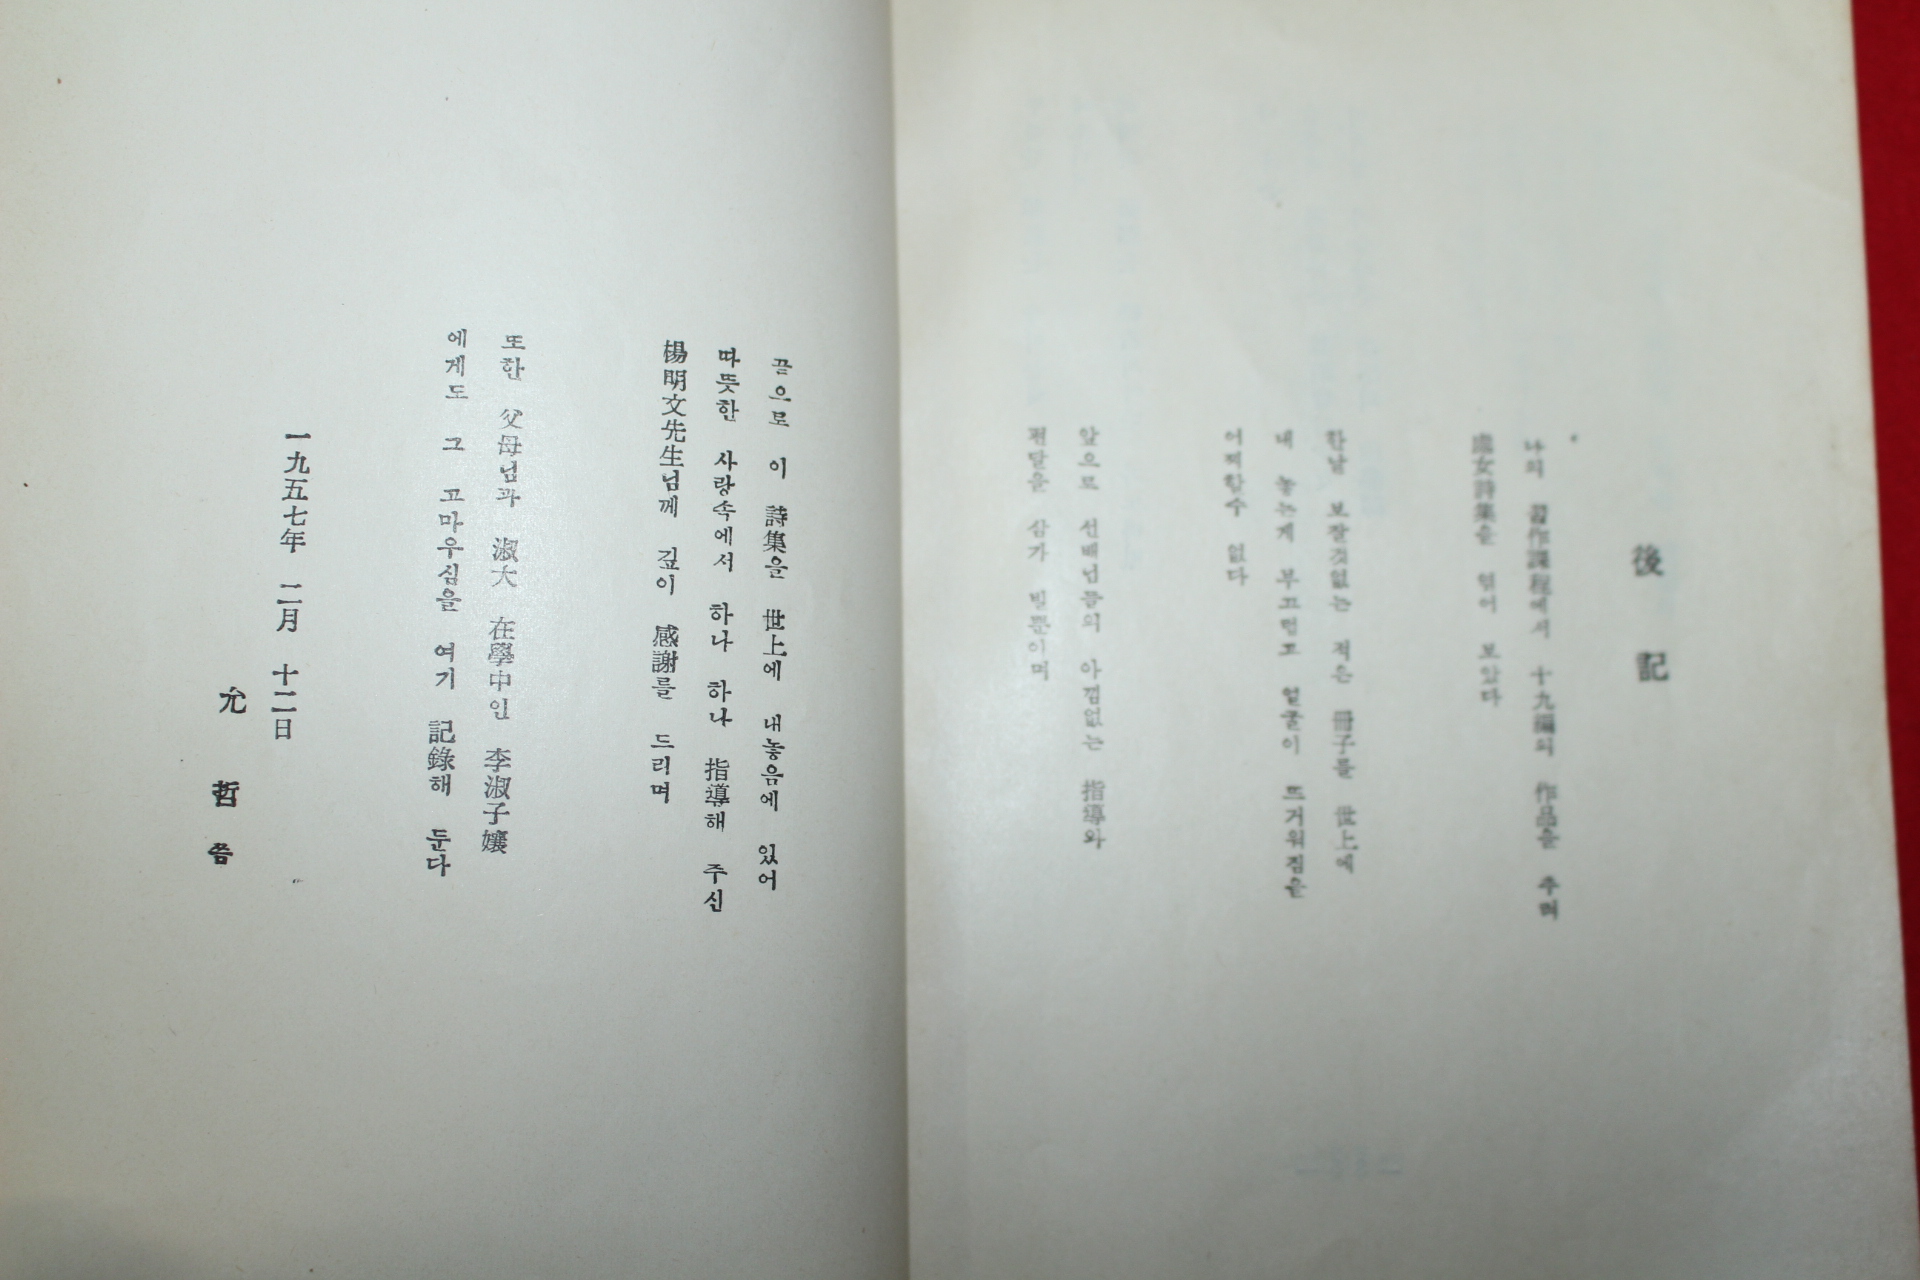 後記
나의 習作課程에서 十九編의 作品을 추려
處女詩集을 엮어 보았다
한낱 보잘것없는 적은 冊子를 世上에
내 놓는게 부끄럽고 얼굴이 뜨거워짐을
어찌할수 없다
앞으로 선배님들의 아낌없는 指導와
편달을 삼가 빌뿐이며
끝으로 이 詩集을 世上에 내놓음에 있어
따뜻한 사랑속에서 하나 하나 指導해 주신
楊明文先生님께 깊이 感謝를 드리며
또한 父母님과 淑大 在學中인 李淑子孃
에게도 그 고마우심을 여기 記錄해 둔다
一九五七年 二月 十二日
允 哲 씀